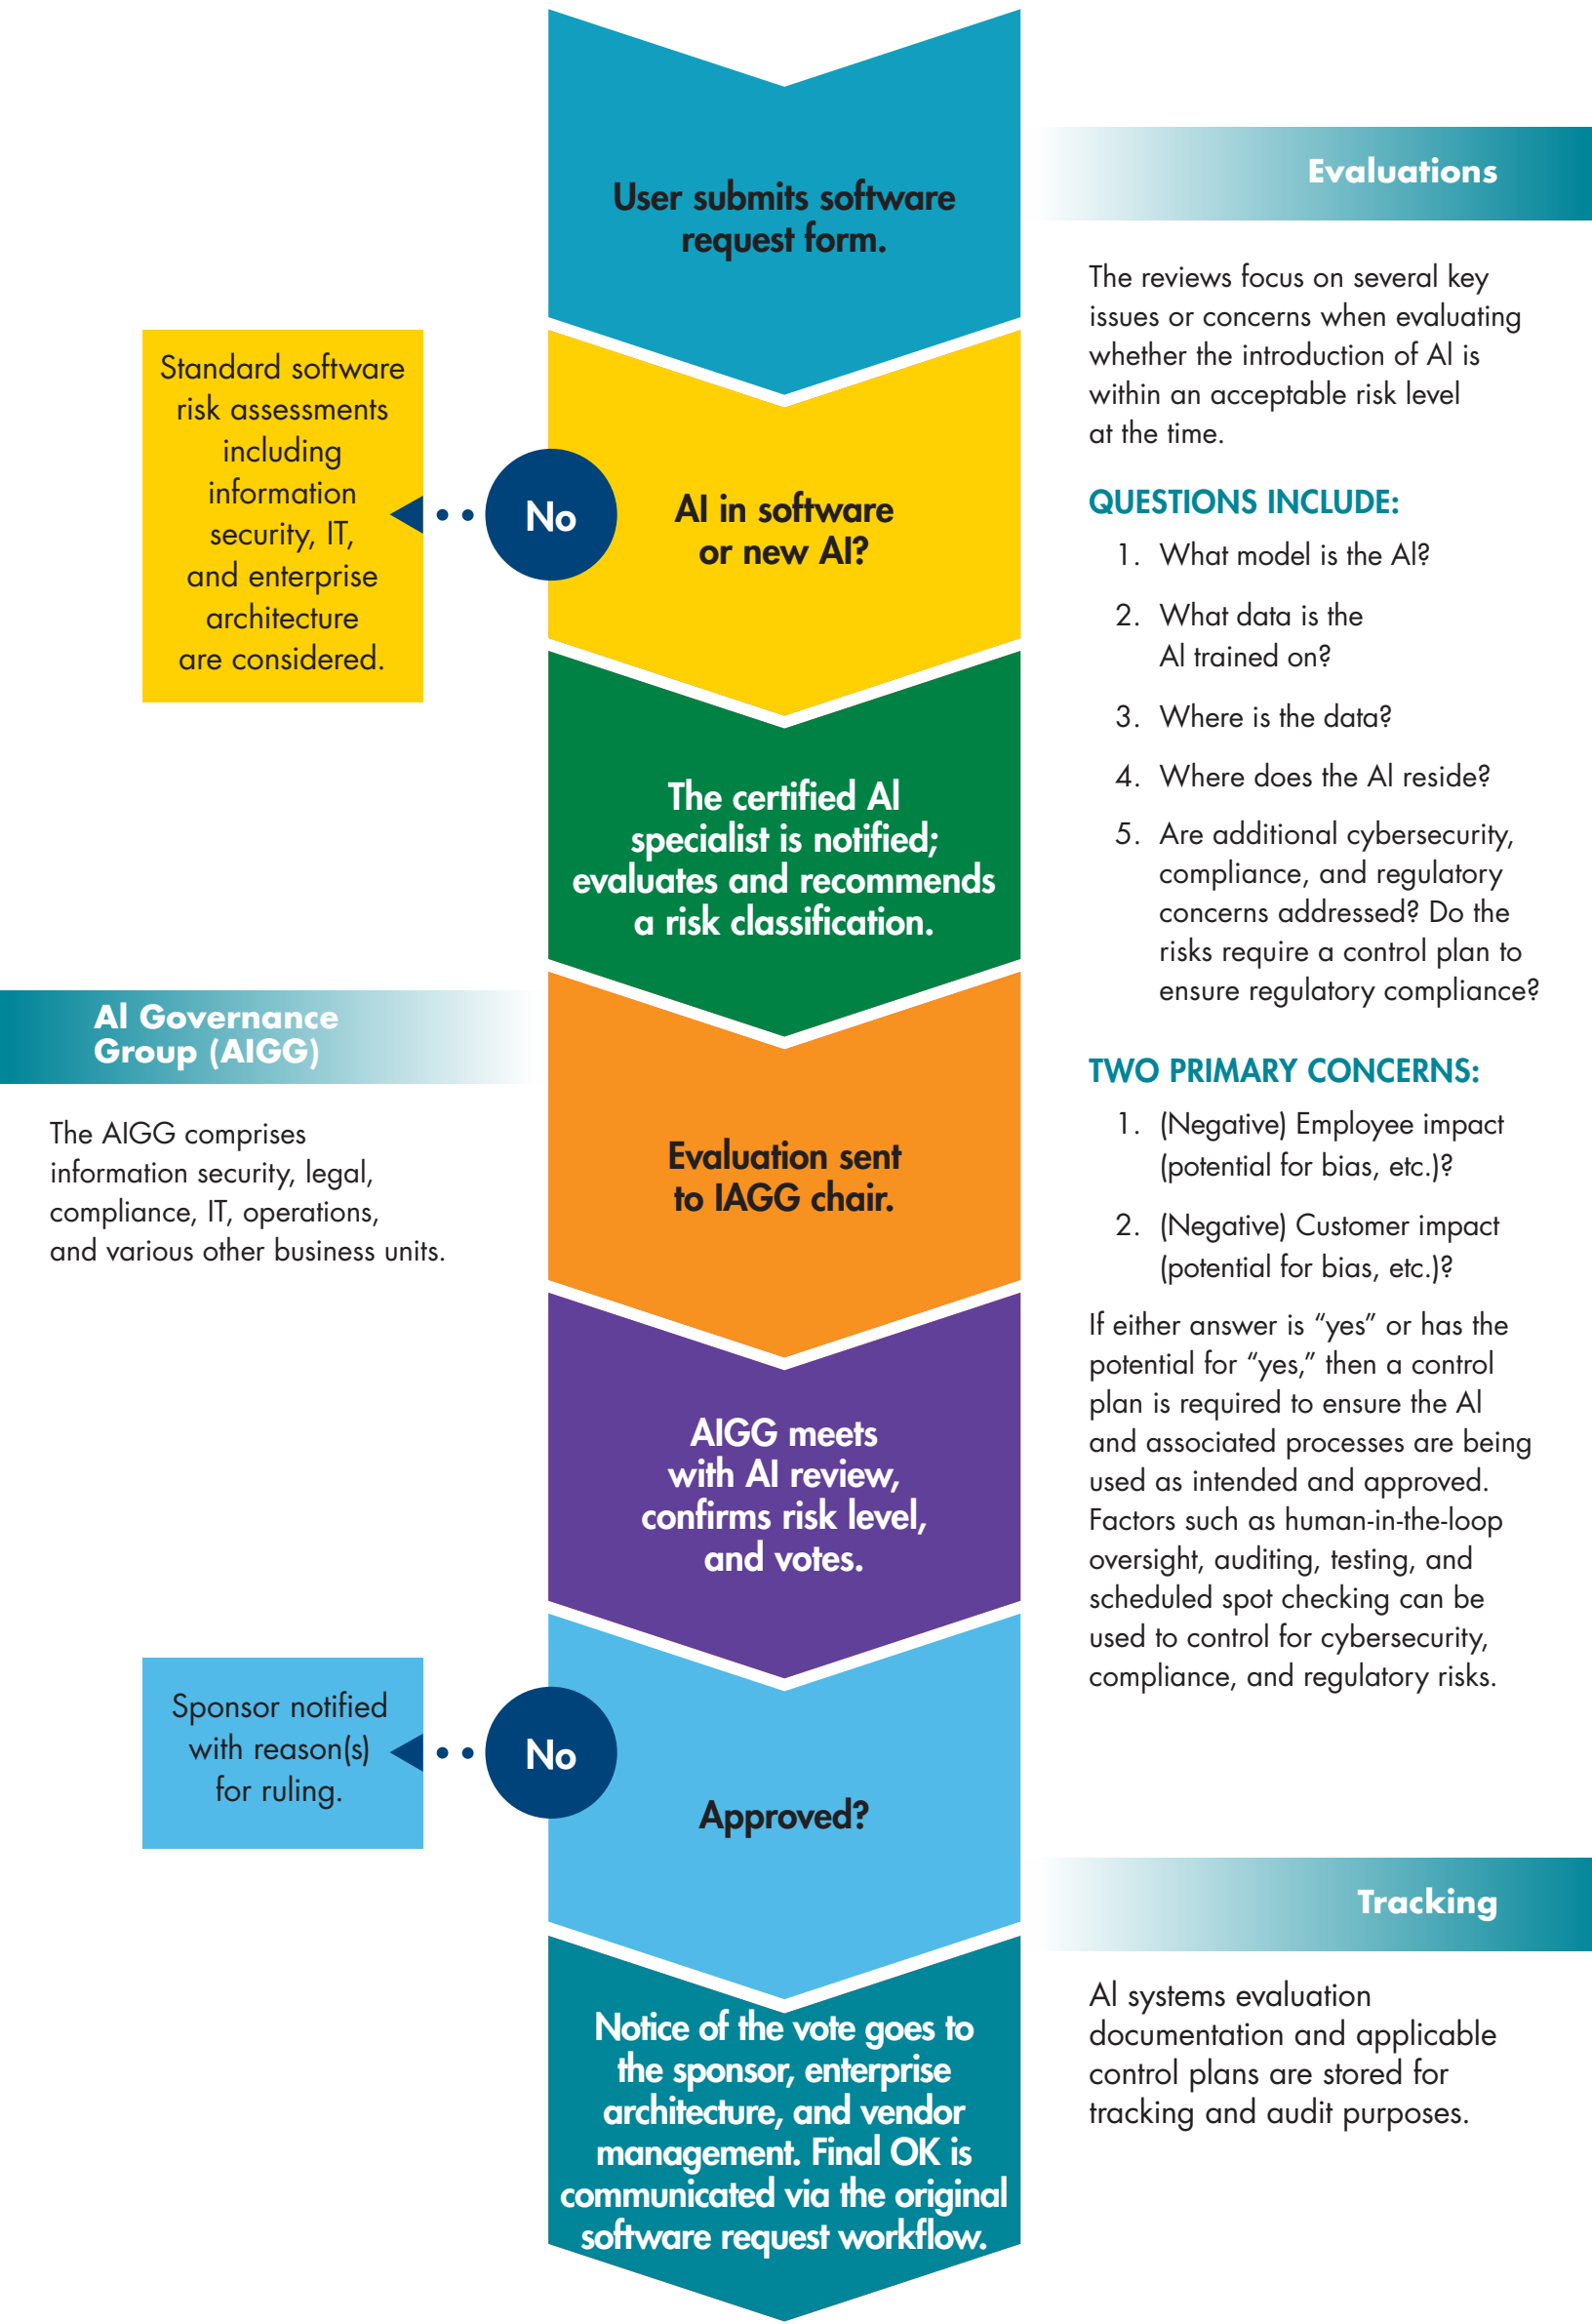 User submits software
request form.
Evaluations
The reviews focus on several key
issues or concerns when evaluating
whether the introduction of AI is
within an acceptable risk level
at the time.
QUESTIONS INCLUDE:
1. What model is the AI?
2. What data is the
AI trained on?
3. Where is the data?
4. Where does the AI reside?
5. Are additional cybersecurity,
compliance, and regulatory
concerns addressed? Do the
risks require a control plan to
ensure regulatory compliance?
TWO PRIMARY CONCERNS:
1. (Negative) Employee impact
(potential for bias, etc.)?
2. (Negative) Customer impact
(potential for bias, etc.)?
If either answer is “yes” or has the
potential for “yes,” then a control
plan is required to ensure the AI
and associated processes are being
used as intended and approved.
Factors such as human-in-the-loop
oversight, auditing, testing, and
scheduled spot checking can be
used to control for cybersecurity,
compliance, and regulatory risks.
AI in software
or new AI?
No
Standard software
risk assessments
including
information
security, IT,
and enterprise
architecture
are considered.
The certified AI
specialist is notified;
evaluates and recommends
a risk classification.
AI Governance
Group (AIGG)
The AIGG comprises
information security, legal,
compliance, IT, operations,
and various other business units.
Evaluation sent
to IAGG chair.
AIGG meets
with AI review,
confirms risk level,
and votes.
Approved?
No
Sponsor notified
with reason(s)
for ruling.
Notice of the vote goes to
the sponsor, enterprise
architecture, and vendor
management. Final OK is
communicated via the original
software request workflow.
Tracking
AI systems evaluation
documentation and applicable
control plans are stored for
tracking and audit purposes.